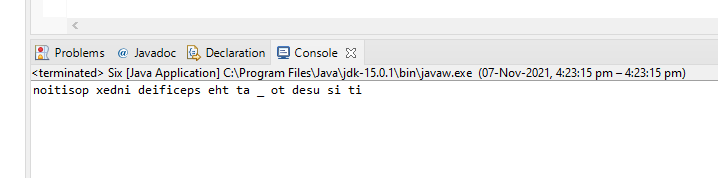 Problems @ Javadoc Declaration Console
<terminated> Six [Java Application] C:\Program Files\Java\jdk-15.0.1\bin\javaw.exe (07-Nov-2021, 4:23:15 pm – 4:23:15 pm)
noitisop xedni deificeps eht ta _ ot desu si ti